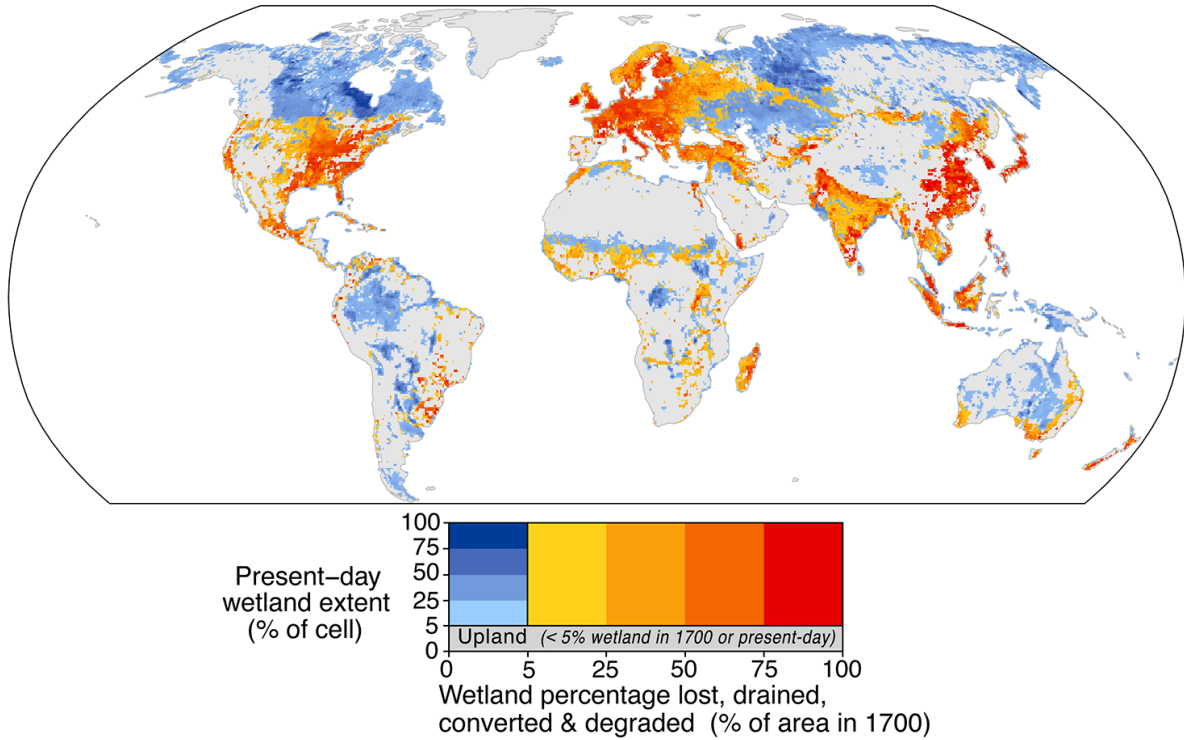 100
75
50
25
5
0
Present–day
wetland extent
(% of cell)
Upland (< 5% wetland in 1700 or present-day)
0 5 25 50 75 100
Wetland percentage lost, drained,
converted & degraded (% of area in 1700)